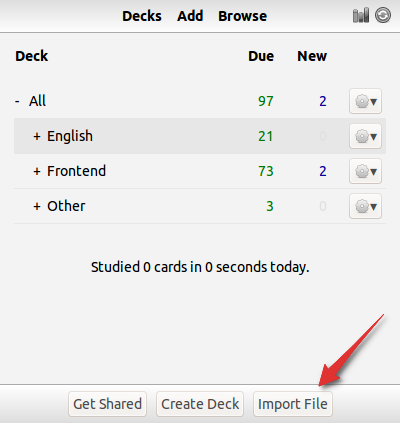 Decks Add Browse
Deck Due New
- All 97 2
+ English 21 0
+ Frontend 73 2
+ Other 3 0
Studied 0 cards in 0 seconds today.
Get Shared Create Deck Import File